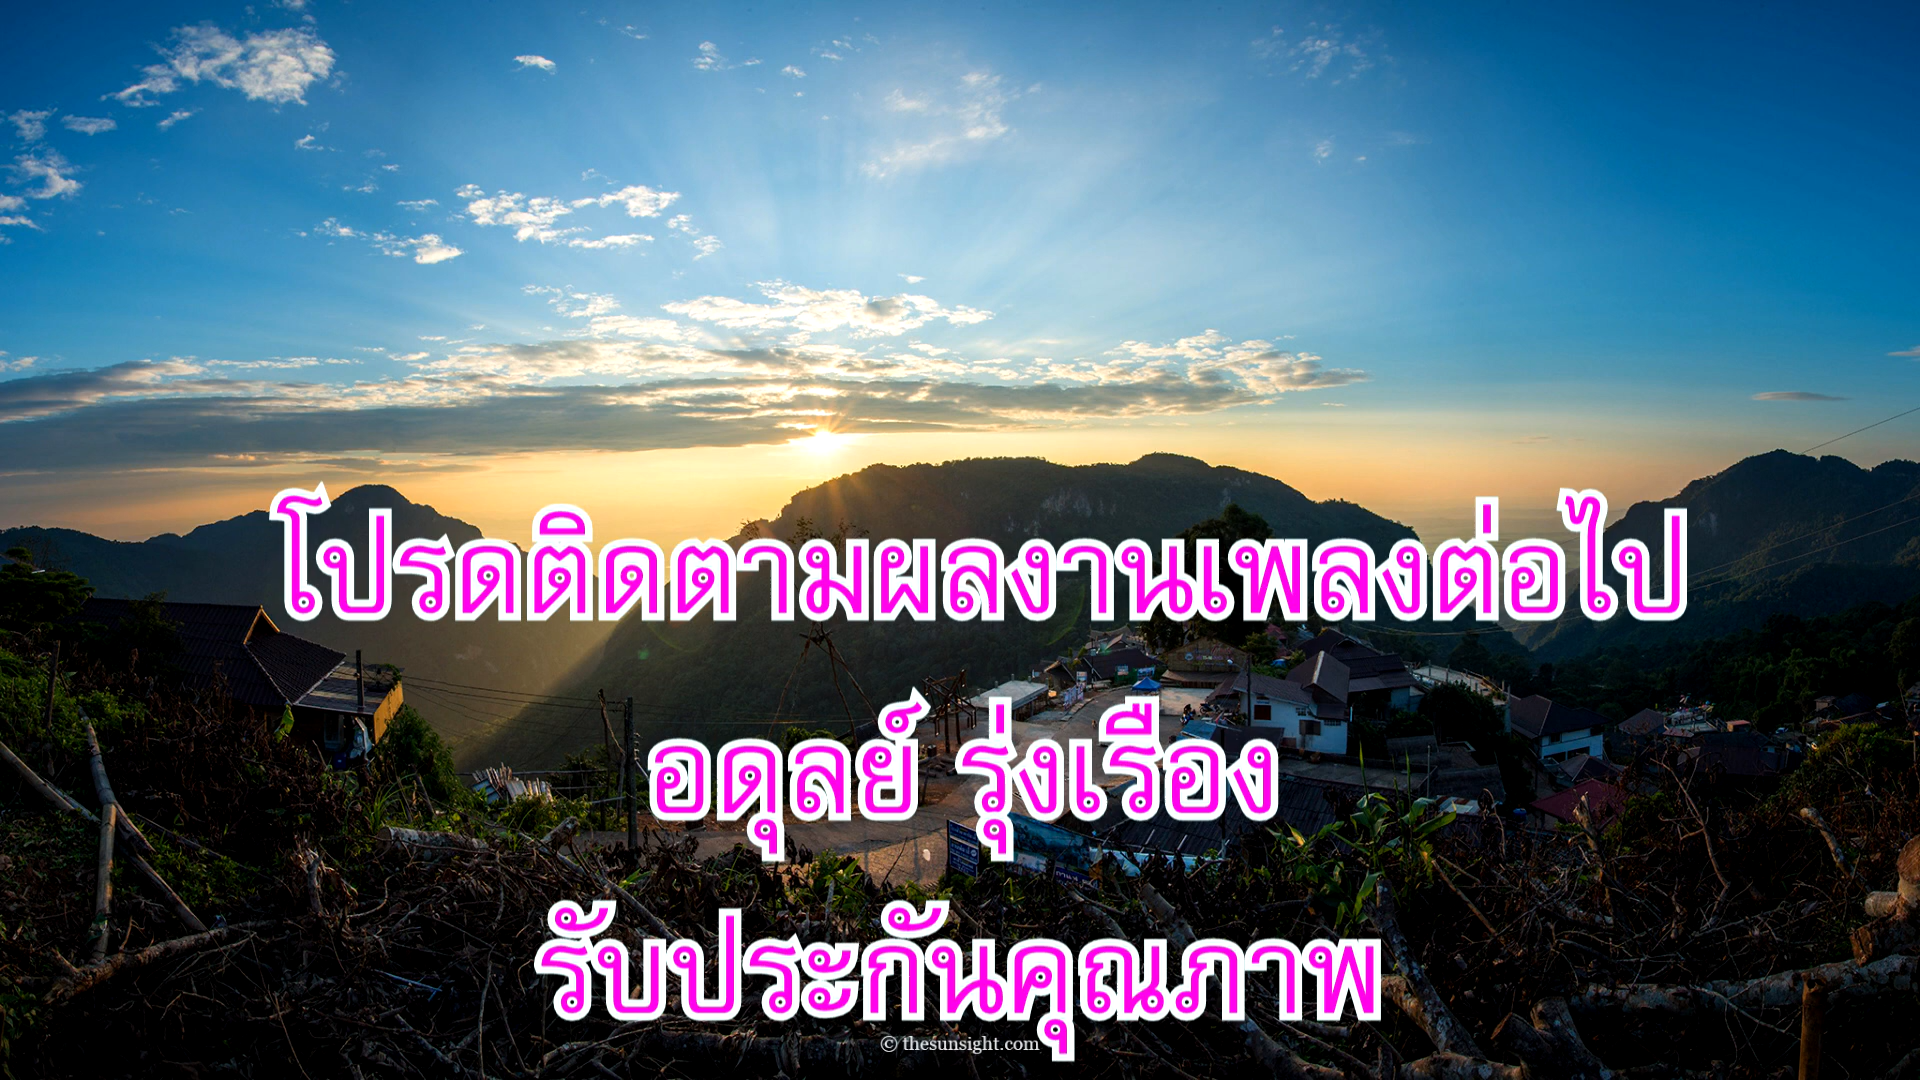 โปรดติดตามผลงานเพลงต่อไป
อดุลย์ รุ่งเรือง
รับประกันคุณภาพ
© thesunsight.com